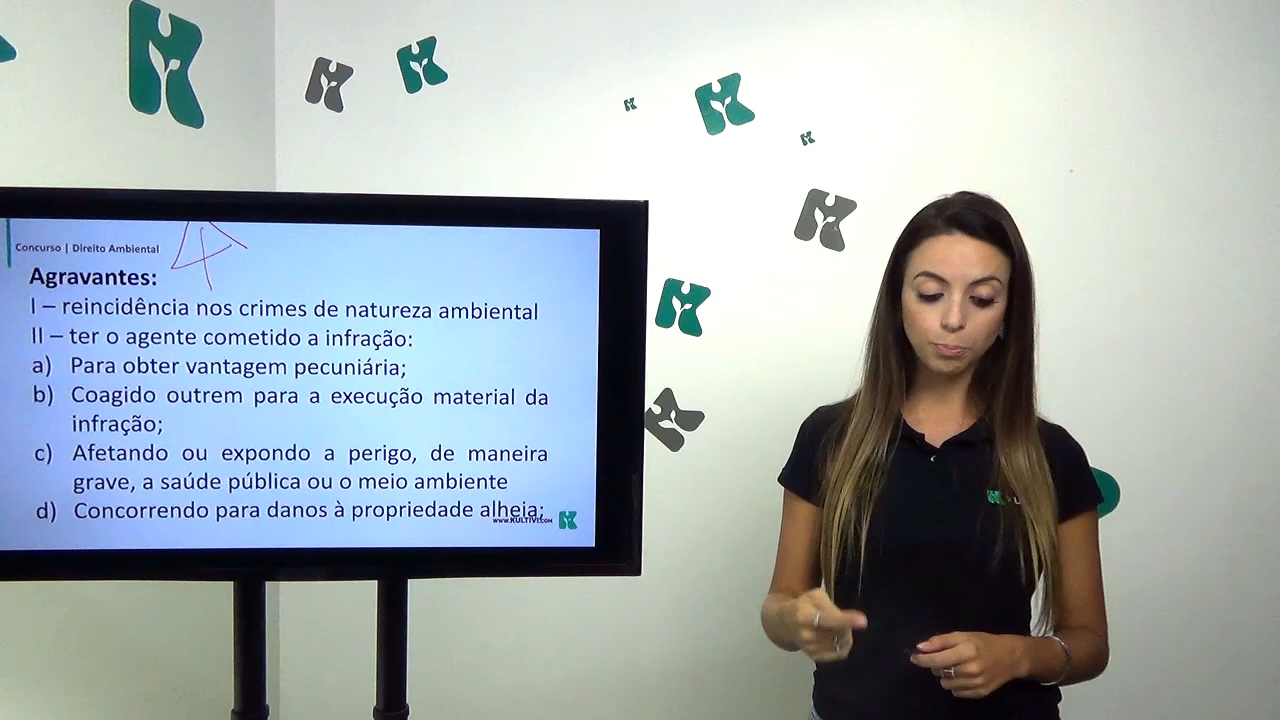 Concurso | Direito Ambiental
Agravantes:
I – reincidência nos crimes de natureza ambiental
II – ter o agente cometido a infração:
a) Para obter vantagem pecuniária;
b) Coagido outrem para a execução material da
infração;
c) Afetando ou expondo a perigo, de maneira
grave, a saúde pública ou o meio ambiente
d) Concorrendo para danos à propriedade alheia;
www.KULTIVI.COM